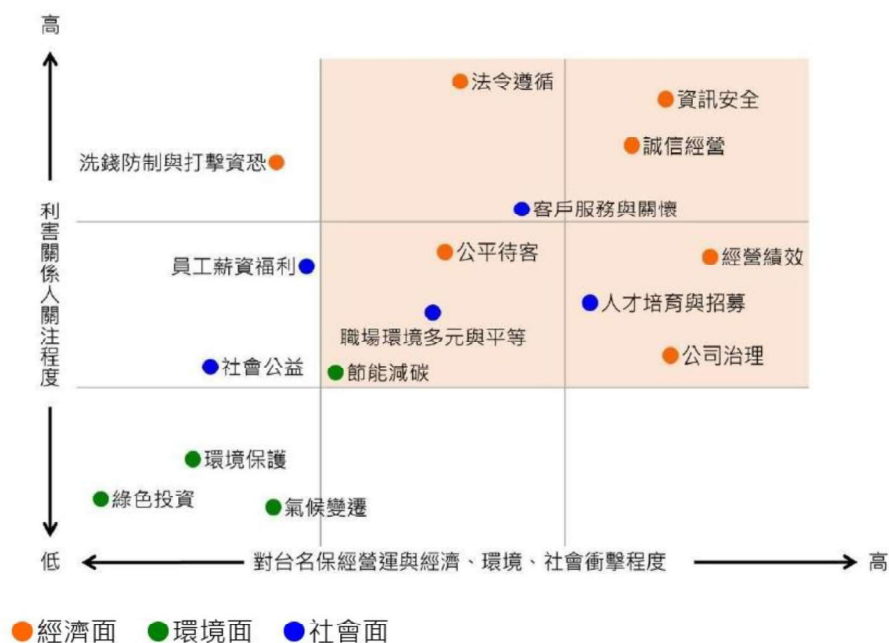 高
法令遵循
資訊安全
誠信經營
洗錢防制與打擊資恐
利害關係人關注程度
客戶服務與關懷
員工薪資福利
公平待客
經營績效
人才培育與招募
職場環境多元與平等
公司治理
社會公益
節能減碳
環境保護
綠色投資
氣候變遷
低
對台名保經營運與經濟、環境、社會衝擊程度
高
經濟面
環境面
社會面